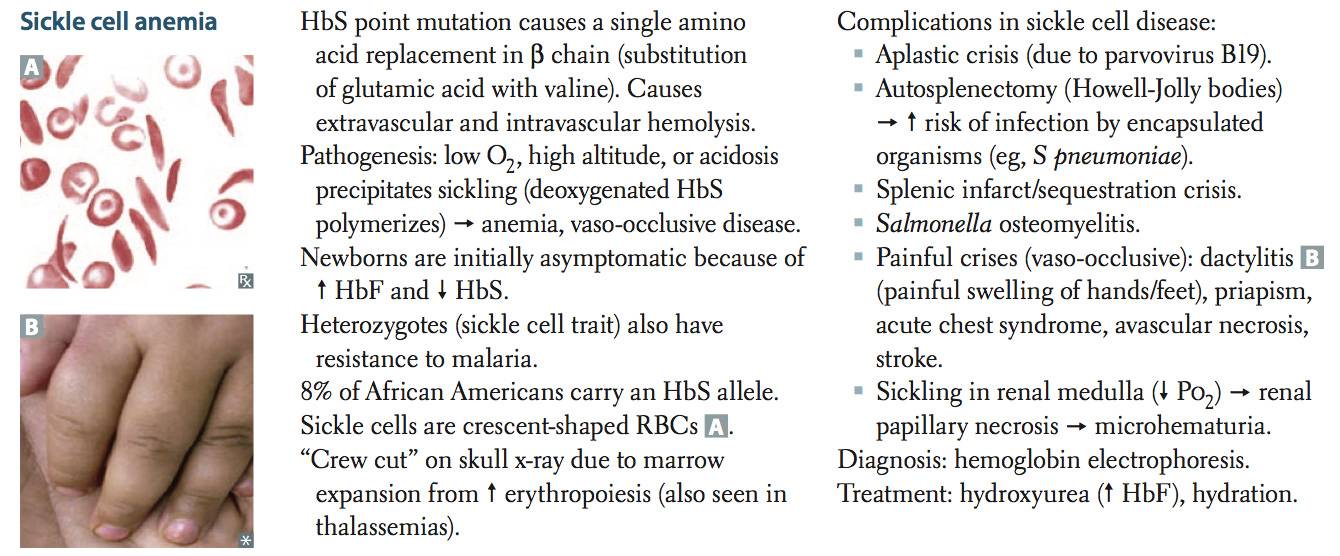 Sickle cell anemia
A
℞
B
*
HbS point mutation causes a single amino
acid replacement in β chain (substitution
of glutamic acid with valine). Causes
extravascular and intravascular hemolysis.
Pathogenesis: low O₂, high altitude, or acidosis
precipitates sickling (deoxygenated HbS
polymerizes) → anemia, vaso-occlusive disease.
Newborns are initially asymptomatic because of
↑ HbF and ↓ HbS.
Heterozygotes (sickle cell trait) also have
resistance to malaria.
8% of African Americans carry an HbS allele.
Sickle cells are crescent-shaped RBCs A.
“Crew cut” on skull x-ray due to marrow
expansion from ↑ erythropoiesis (also seen in
thalassemias).
Complications in sickle cell disease:
▪ Aplastic crisis (due to parvovirus B19).
▪ Autosplenectomy (Howell-Jolly bodies)
→ ↑ risk of infection by encapsulated
organisms (eg, S pneumoniae).
▪ Splenic infarct/sequestration crisis.
▪ Salmonella osteomyelitis.
▪ Painful crises (vaso-occlusive): dactylitis B
(painful swelling of hands/feet), priapism,
acute chest syndrome, avascular necrosis,
stroke.
▪ Sickling in renal medulla (↓ Po₂) → renal
papillary necrosis → microhematuria.
Diagnosis: hemoglobin electrophoresis.
Treatment: hydroxyurea (↑ HbF), hydration.